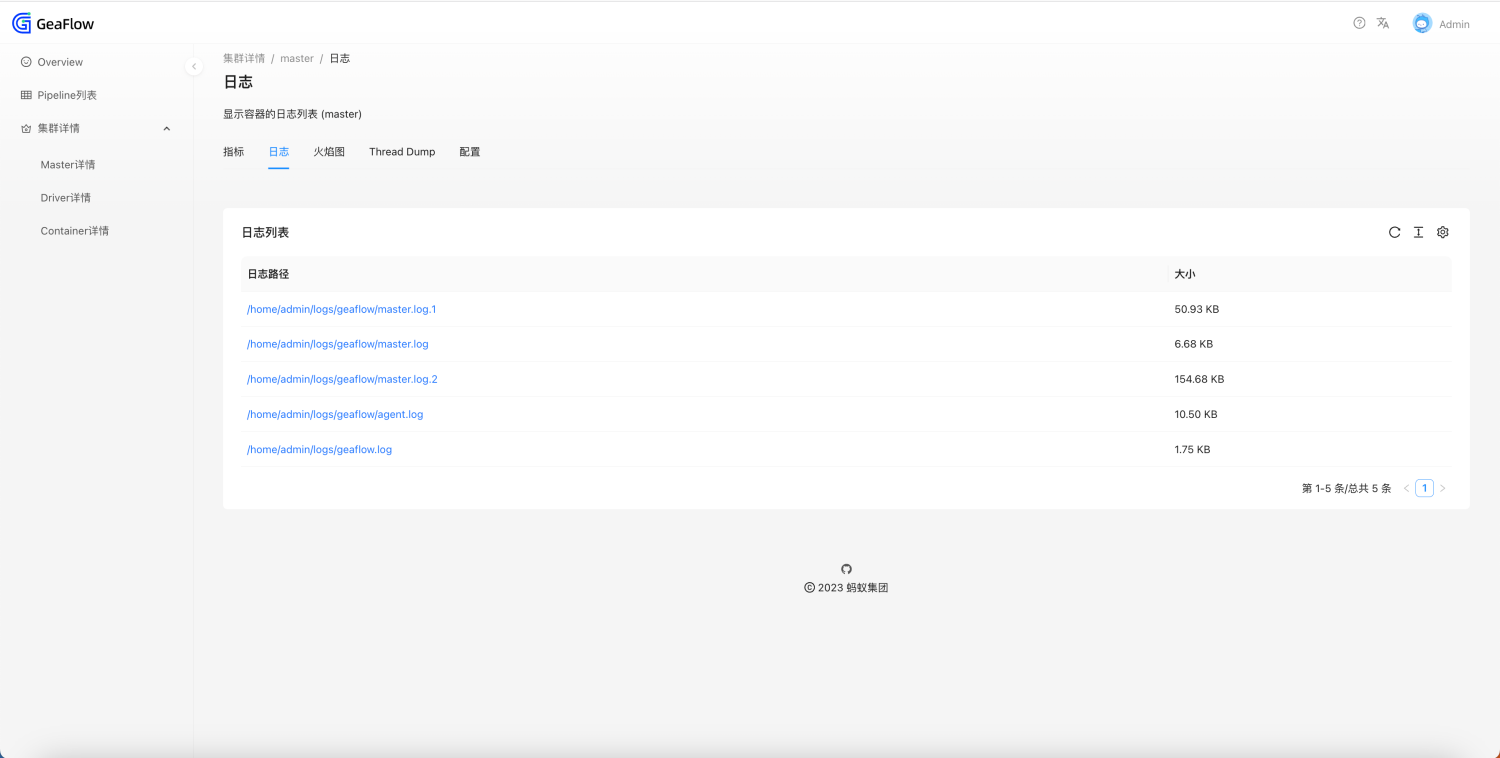 GeaFlow
Admin
Overview
Pipeline列表
集群详情
Master详情
Driver详情
Container详情
集群详情 / master / 日志
日志
显示容器的日志列表 (master)
指标 日志 火焰图 Thread Dump 配置
日志列表
日志路径 大小
/home/admin/logs/geaflow/master.log.1 50.93 KB
/home/admin/logs/geaflow/master.log 6.68 KB
/home/admin/logs/geaflow/master.log.2 154.68 KB
/home/admin/logs/geaflow/agent.log 10.50 KB
/home/admin/logs/geaflow.log 1.75 KB
第 1-5 条/总共 5 条 < 1 >
© 2023 蚂蚁集团